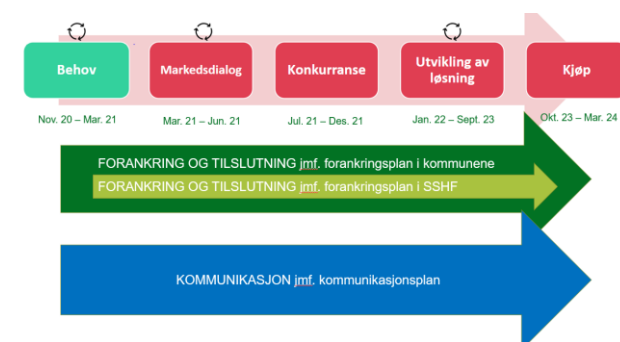 Behov
Markedsdialog
Konkurranse
Utvikling av
løsning
Kjøp
Nov. 20 – Mar. 21
Mar. 21 – Jun. 21
Jul. 21 – Des. 21
Jan. 22 – Sept. 23
Okt. 23 – Mar. 24
FORANKRING OG TILSLUTNING jmf. forankringsplan i kommunene
FORANKRING OG TILSLUTNING jmf. forankringsplan i SSHF
KOMMUNIKASJON jmf. kommunikasjonsplan